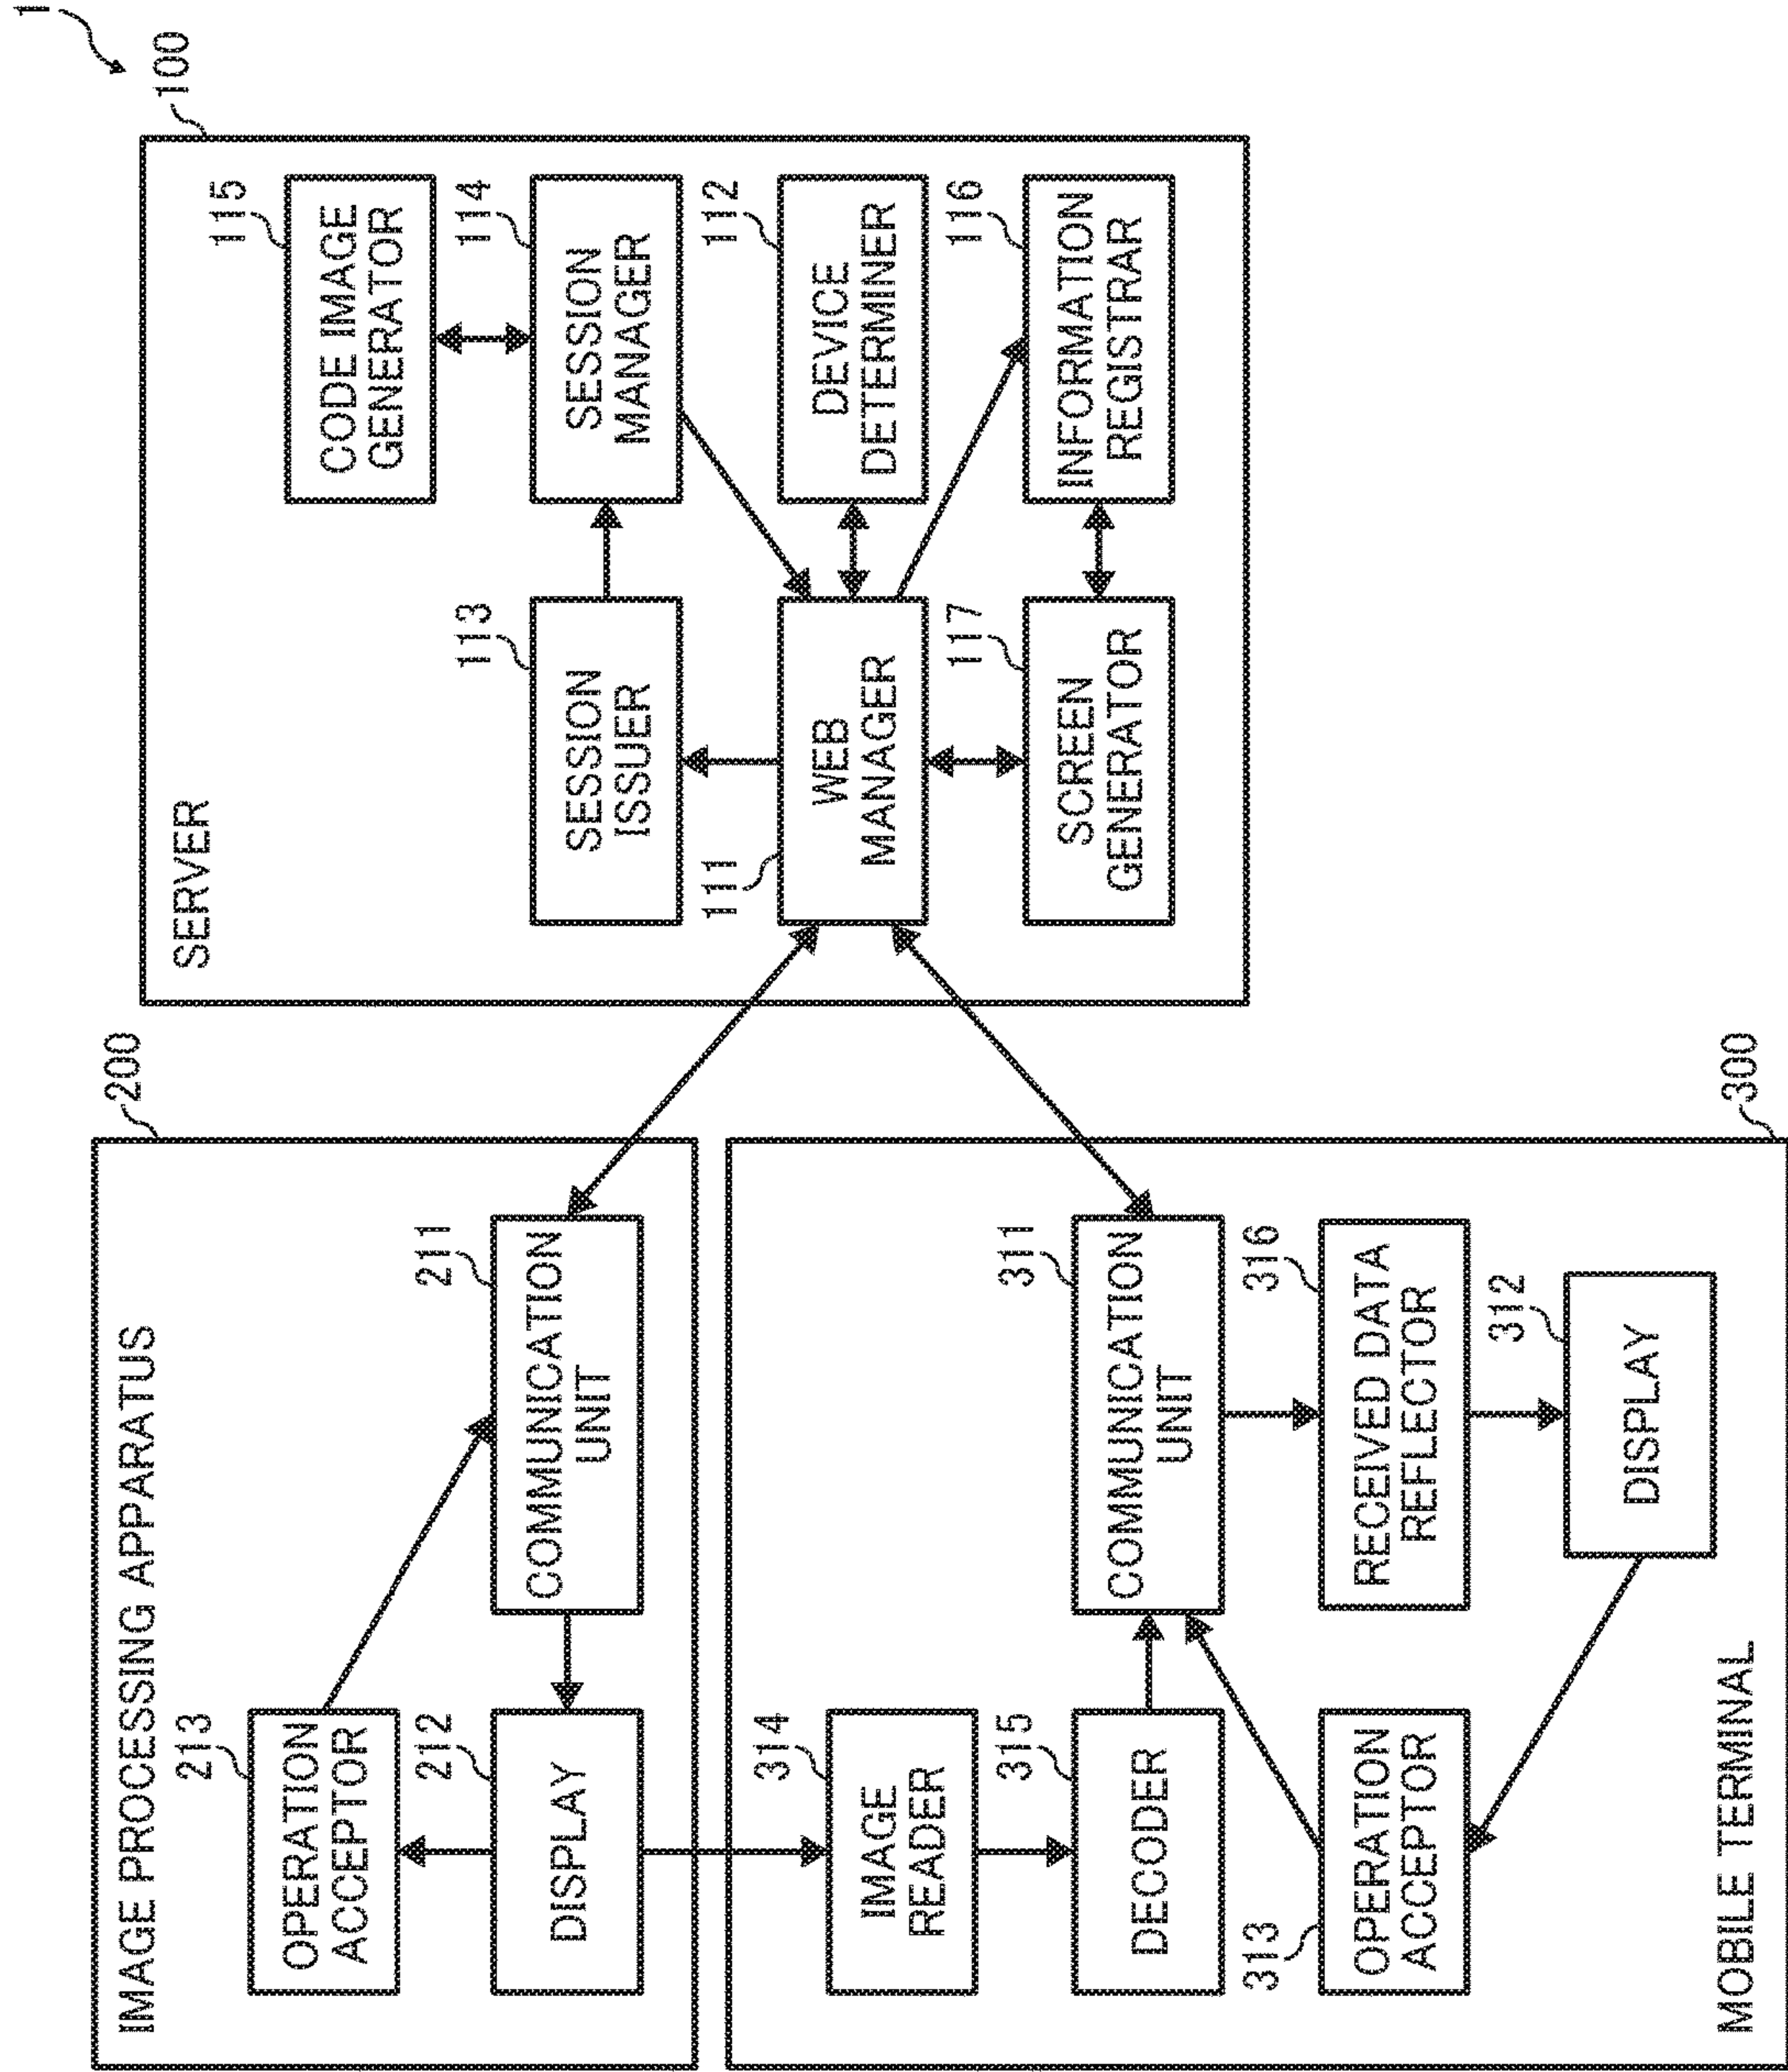 1
IMAGE PROCESSING APPARATUS
200
213
OPERATION
ACCEPTOR
212
DISPLAY
211
COMMUNICATION
UNIT
MOBILE TERMINAL
300
314
IMAGE
READER
315
DECODER
313
OPERATION
ACCEPTOR
311
COMMUNICATION
UNIT
316
RECEIVED DATA
REFLECTOR
312
DISPLAY
SERVER
100
115
CODE IMAGE
GENERATOR
113
SESSION
ISSUER
114
SESSION
MANAGER
111
WEB
MANAGER
112
DEVICE
DETERMINER
117
SCREEN
GENERATOR
116
INFORMATION
REGISTRAR